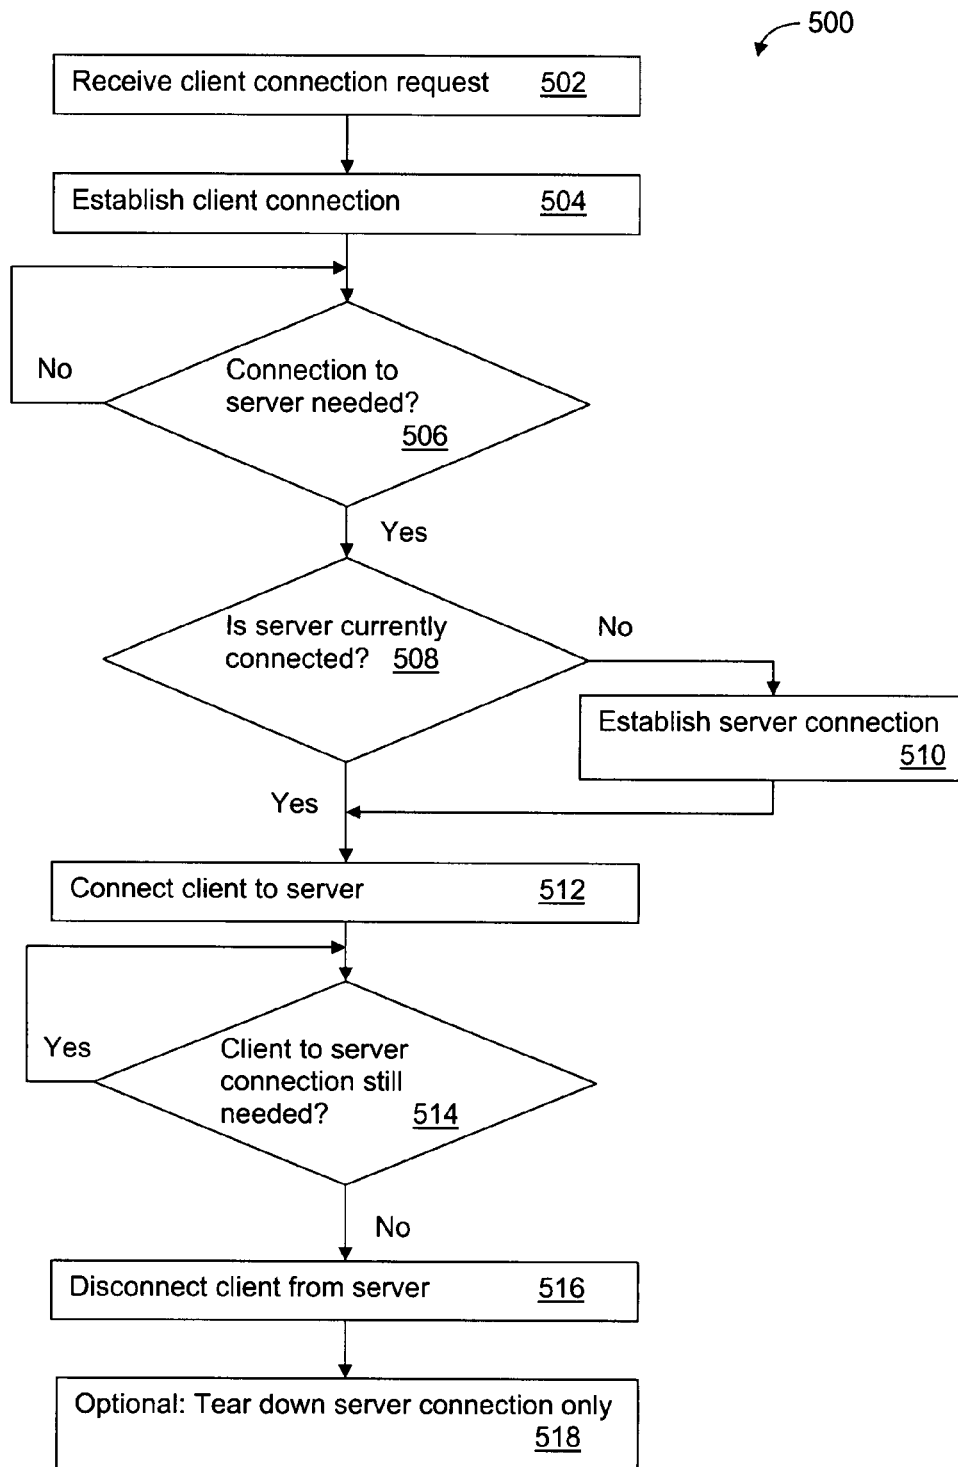 500
Receive client connection request 502
Establish client connection 504
No
Connection to
server needed?
506
Yes
Is server currently
connected? 508
No
Establish server connection
510
Yes
Connect client to server 512
Yes
Client to server
connection still
needed? 514
No
Disconnect client from server 516
Optional: Tear down server connection only
518